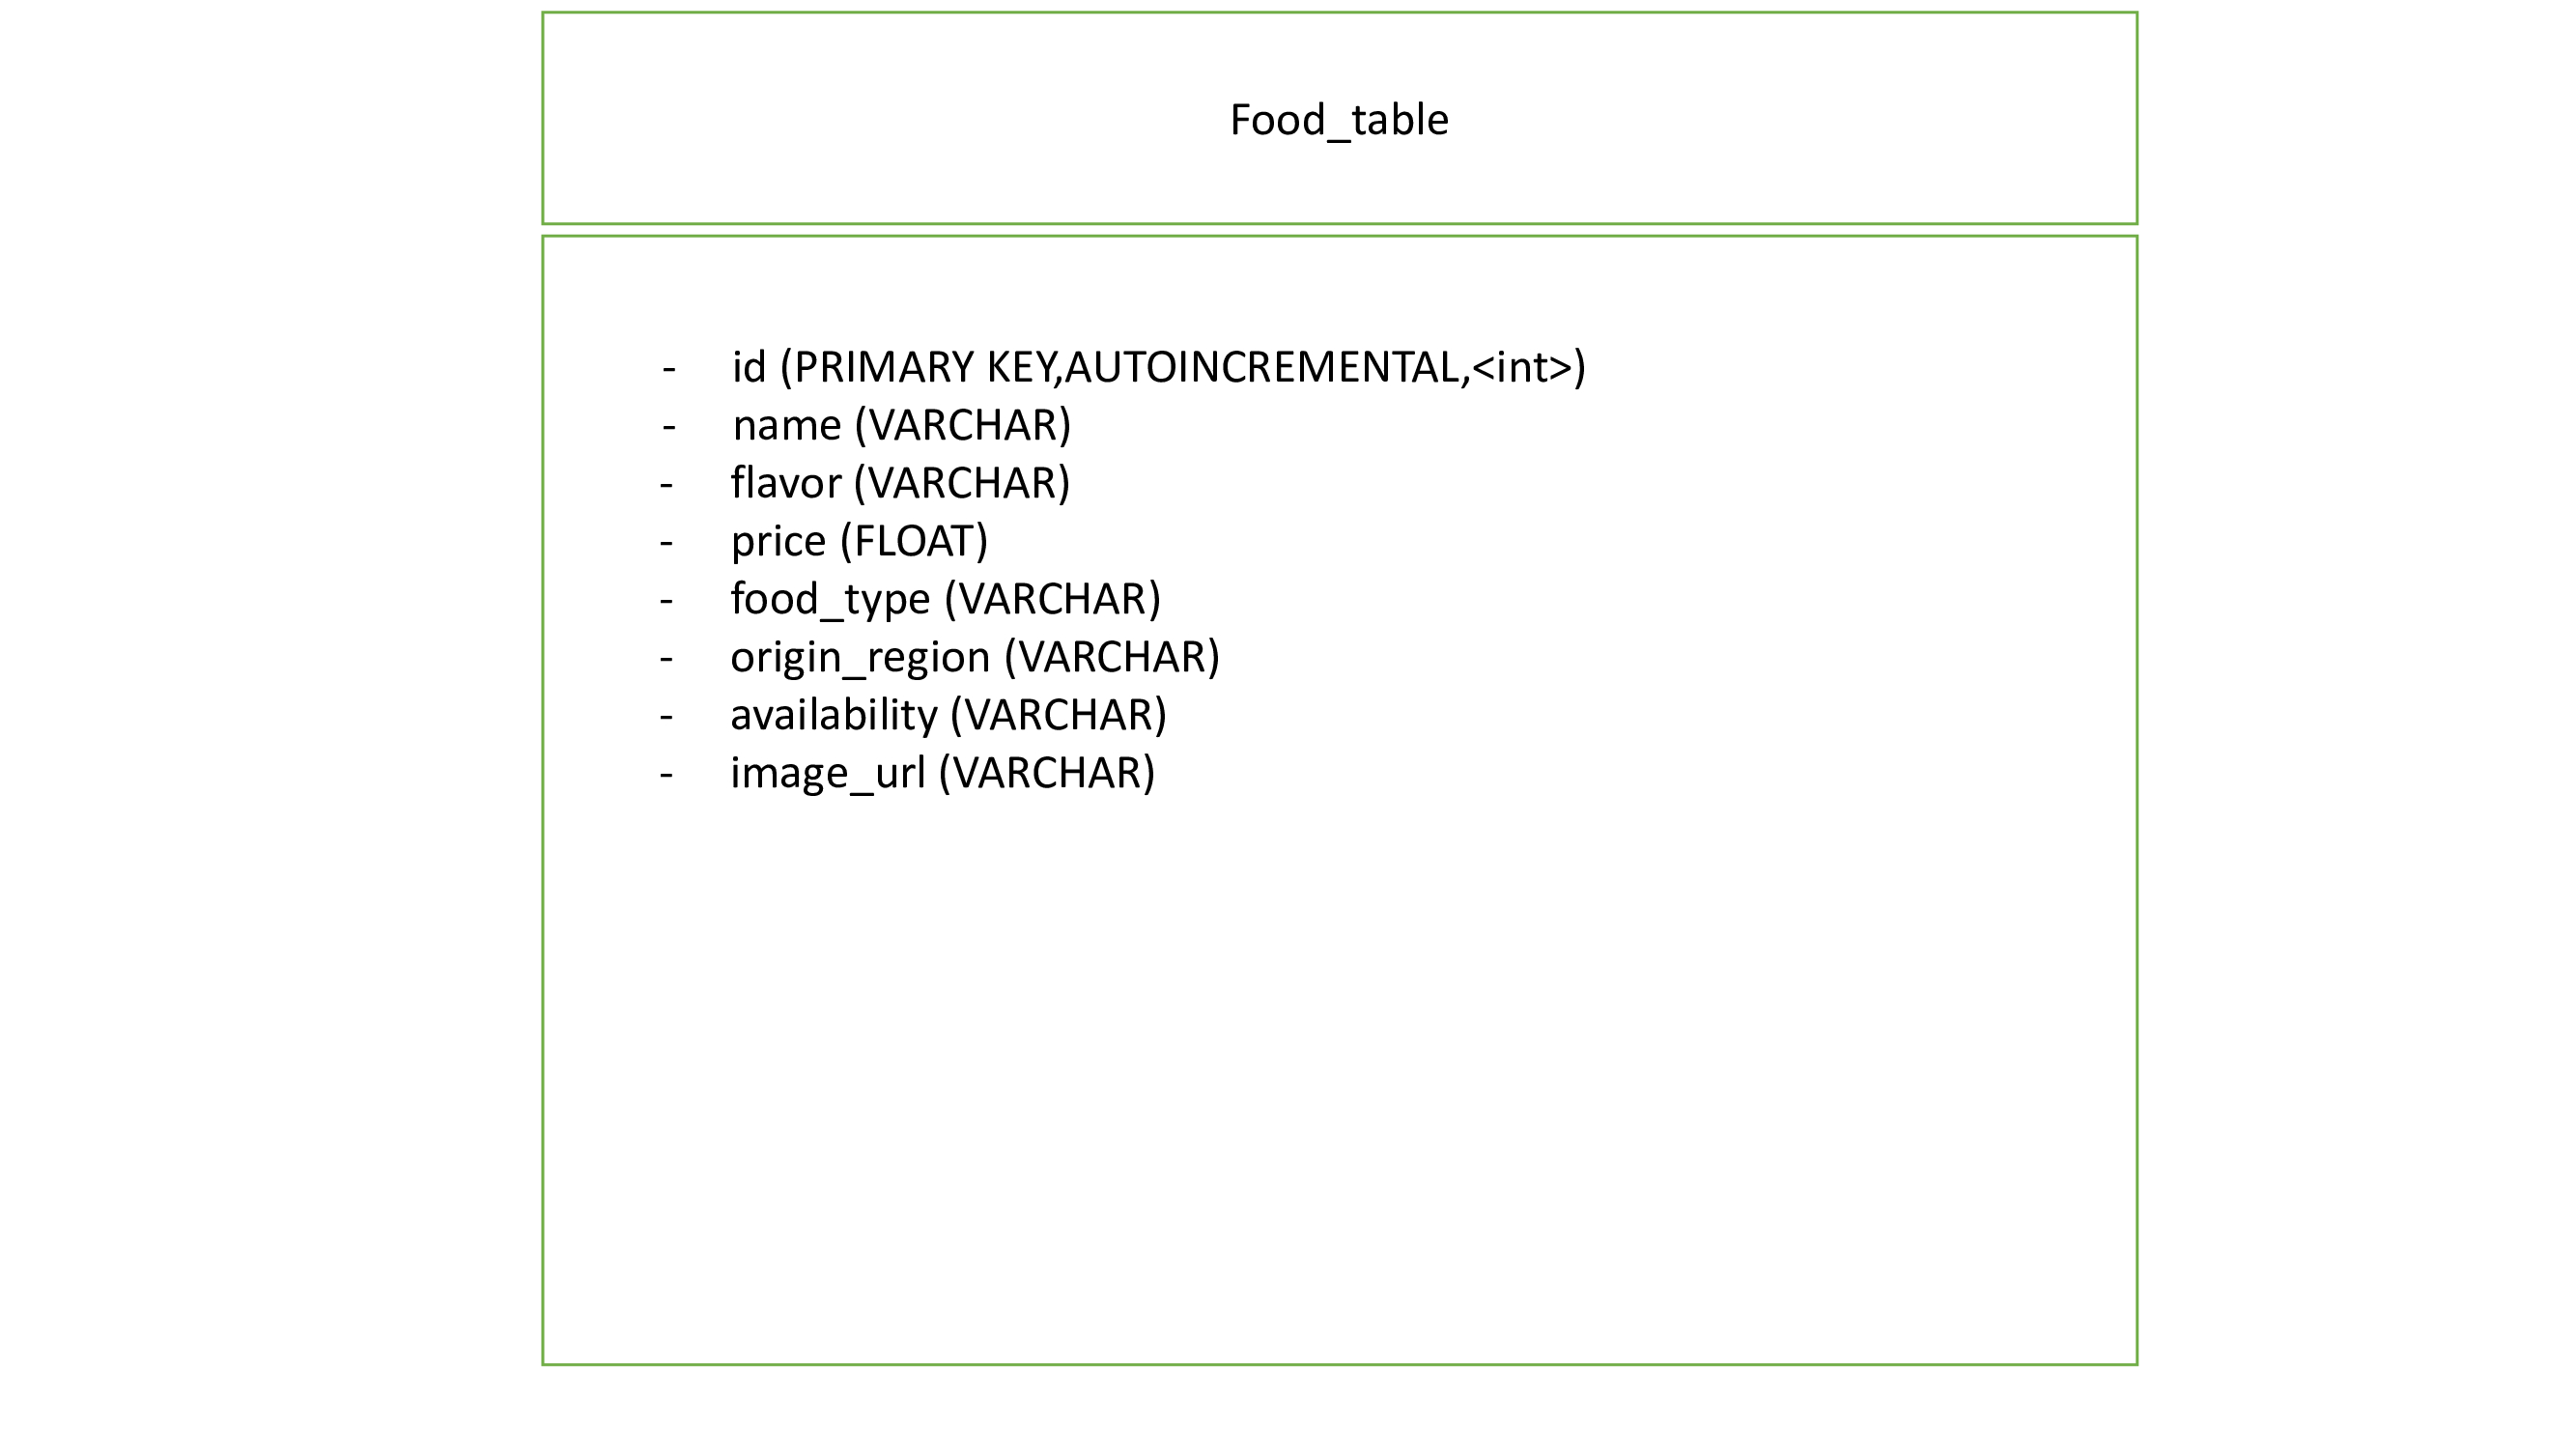 Food_table
- id (PRIMARY KEY,AUTOINCREMENTAL,<int>)
- name (VARCHAR)
- flavor (VARCHAR)
- price (FLOAT)
- food_type (VARCHAR)
- origin_region (VARCHAR)
- availability (VARCHAR)
- image_url (VARCHAR)